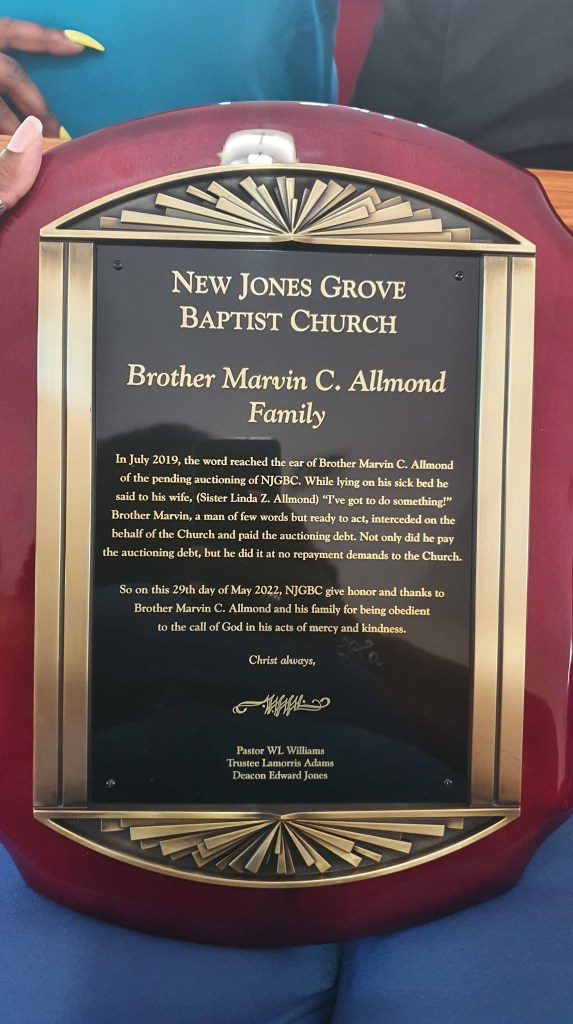 NEW JONES GROVE
BAPTIST CHURCH
Brother Marvin C. Allmond
Family
In July 2019, the word reached the ear of Brother Marvin C. Allmond
of the pending auctioning of NJGBC. While lying on his sick bed he
said to his wife, (Sister Linda Z. Allmond) “I've got to do something!”
Brother Marvin, a man of few words but ready to act, interceded on the
behalf of the Church and paid the auctioning debt. Not only did he pay
the auctioning debt, but he did it at no repayment demands to the Church.
So on this 29th day of May 2022, NJGBC give honor and thanks to
Brother Marvin C. Allmond and his family for being obedient
to the call of God in his acts of mercy and kindness.
Christ always,
Pastor WL Williams
Trustee Lamorris Adams
Deacon Edward Jones